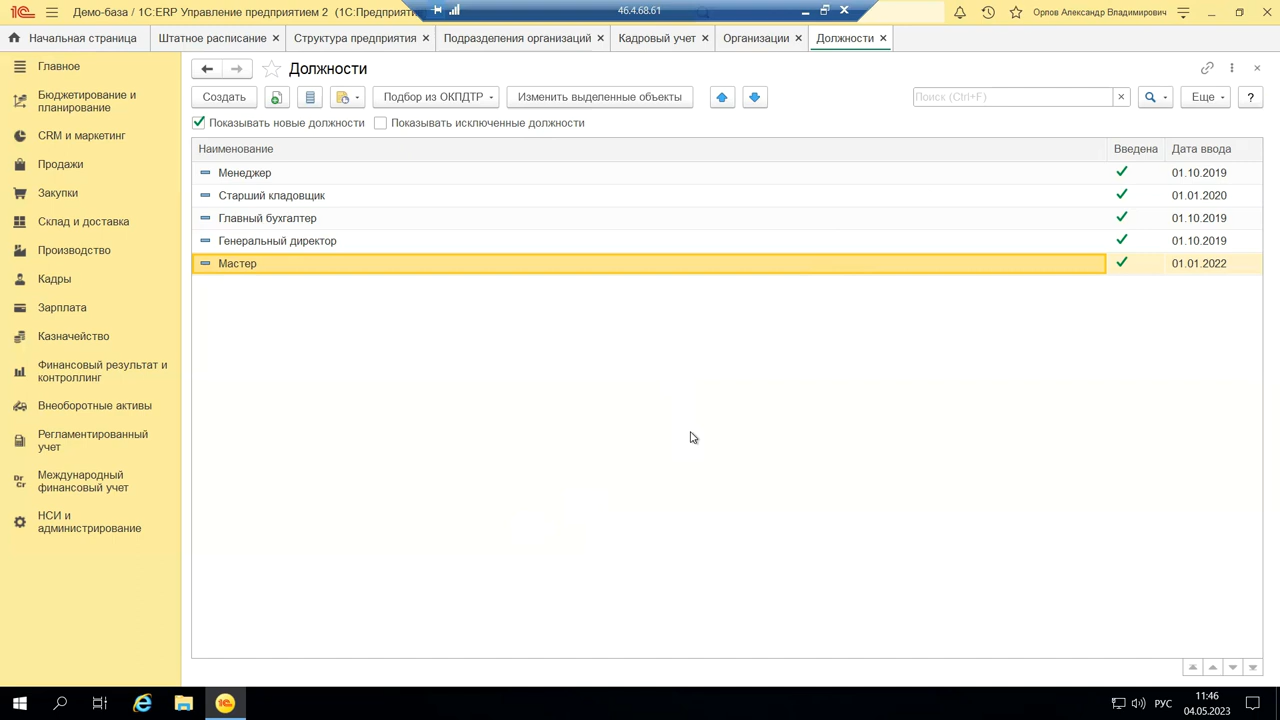 Демо-база / 1С:ERP Управление предприятием 2 (1С:Предприяти
46.4.68.61
Орлов Александр Владимирович
Начальная страница
Штатное расписание
Структура предприятия
Подразделения организаций
Кадровый учет
Организации
Должности
Главное
Бюджетирование и
планирование
CRM и маркетинг
Продажи
Закупки
Склад и доставка
Производство
Кадры
Зарплата
Казначейство
Финансовый результат и
контроллинг
Внеоборотные активы
Регламентированный
учет
Международный
финансовый учет
НСИ и
администрирование
Должности
Создать
Подбор из ОКПДТР
Изменить выделенные объекты
Поиск (Ctrl+F)
Еще
?
Показывать новые должности
Показывать исключенные должности
Наименование Введена Дата ввода
Менеджер 01.10.2019
Старший кладовщик 01.01.2020
Главный бухгалтер 01.10.2019
Генеральный директор 01.10.2019
Мастер 01.01.2022
РУС
11:46
04.05.2023